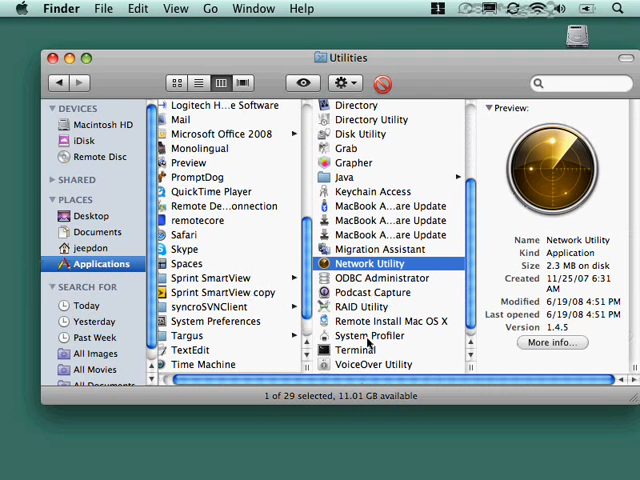 Finder File Edit View Go Window Help
Utilities
DEVICES
Macintosh HD
iDisk
Remote Disc
SHARED
PLACES
Desktop
Documents
jeepdon
Applications
SEARCH FOR
Today
Yesterday
All Images
All Movies
All Documents
Logitech H...e Software
Mail
Microsoft Office 2008
Monolingual
Preview
PromptDog
QuickTime Player
Remote De...onnection
remotecore
Safari
Skype
Spaces
Sprint SmartView
Sprint SmartView copy
syncroSVNClient
System Preferences
Targus
TextEdit
Time Machine
Directory
Directory Utility
Disk Utility
Grab
Grapher
Java
Keychain Access
MacBook A...are Update
MacBook A...are Update
MacBook A...are Update
Migration Assistant
Network Utility
ODBC Administrator
Podcast Capture
RAID Utility
Remote Install Mac OS X
System Profiler
Terminal
VoiceOver Utility
Preview:
Name Network Utility
Kind Application
Size 2.3 MB on disk
Created 11/25/07 6:31
AM
Modified 6/19/08 4:51 PM
Last opened 6/19/08 4:51 PM
Version 1.4.5
More info...
1 of 29 selected, 11.01 GB available